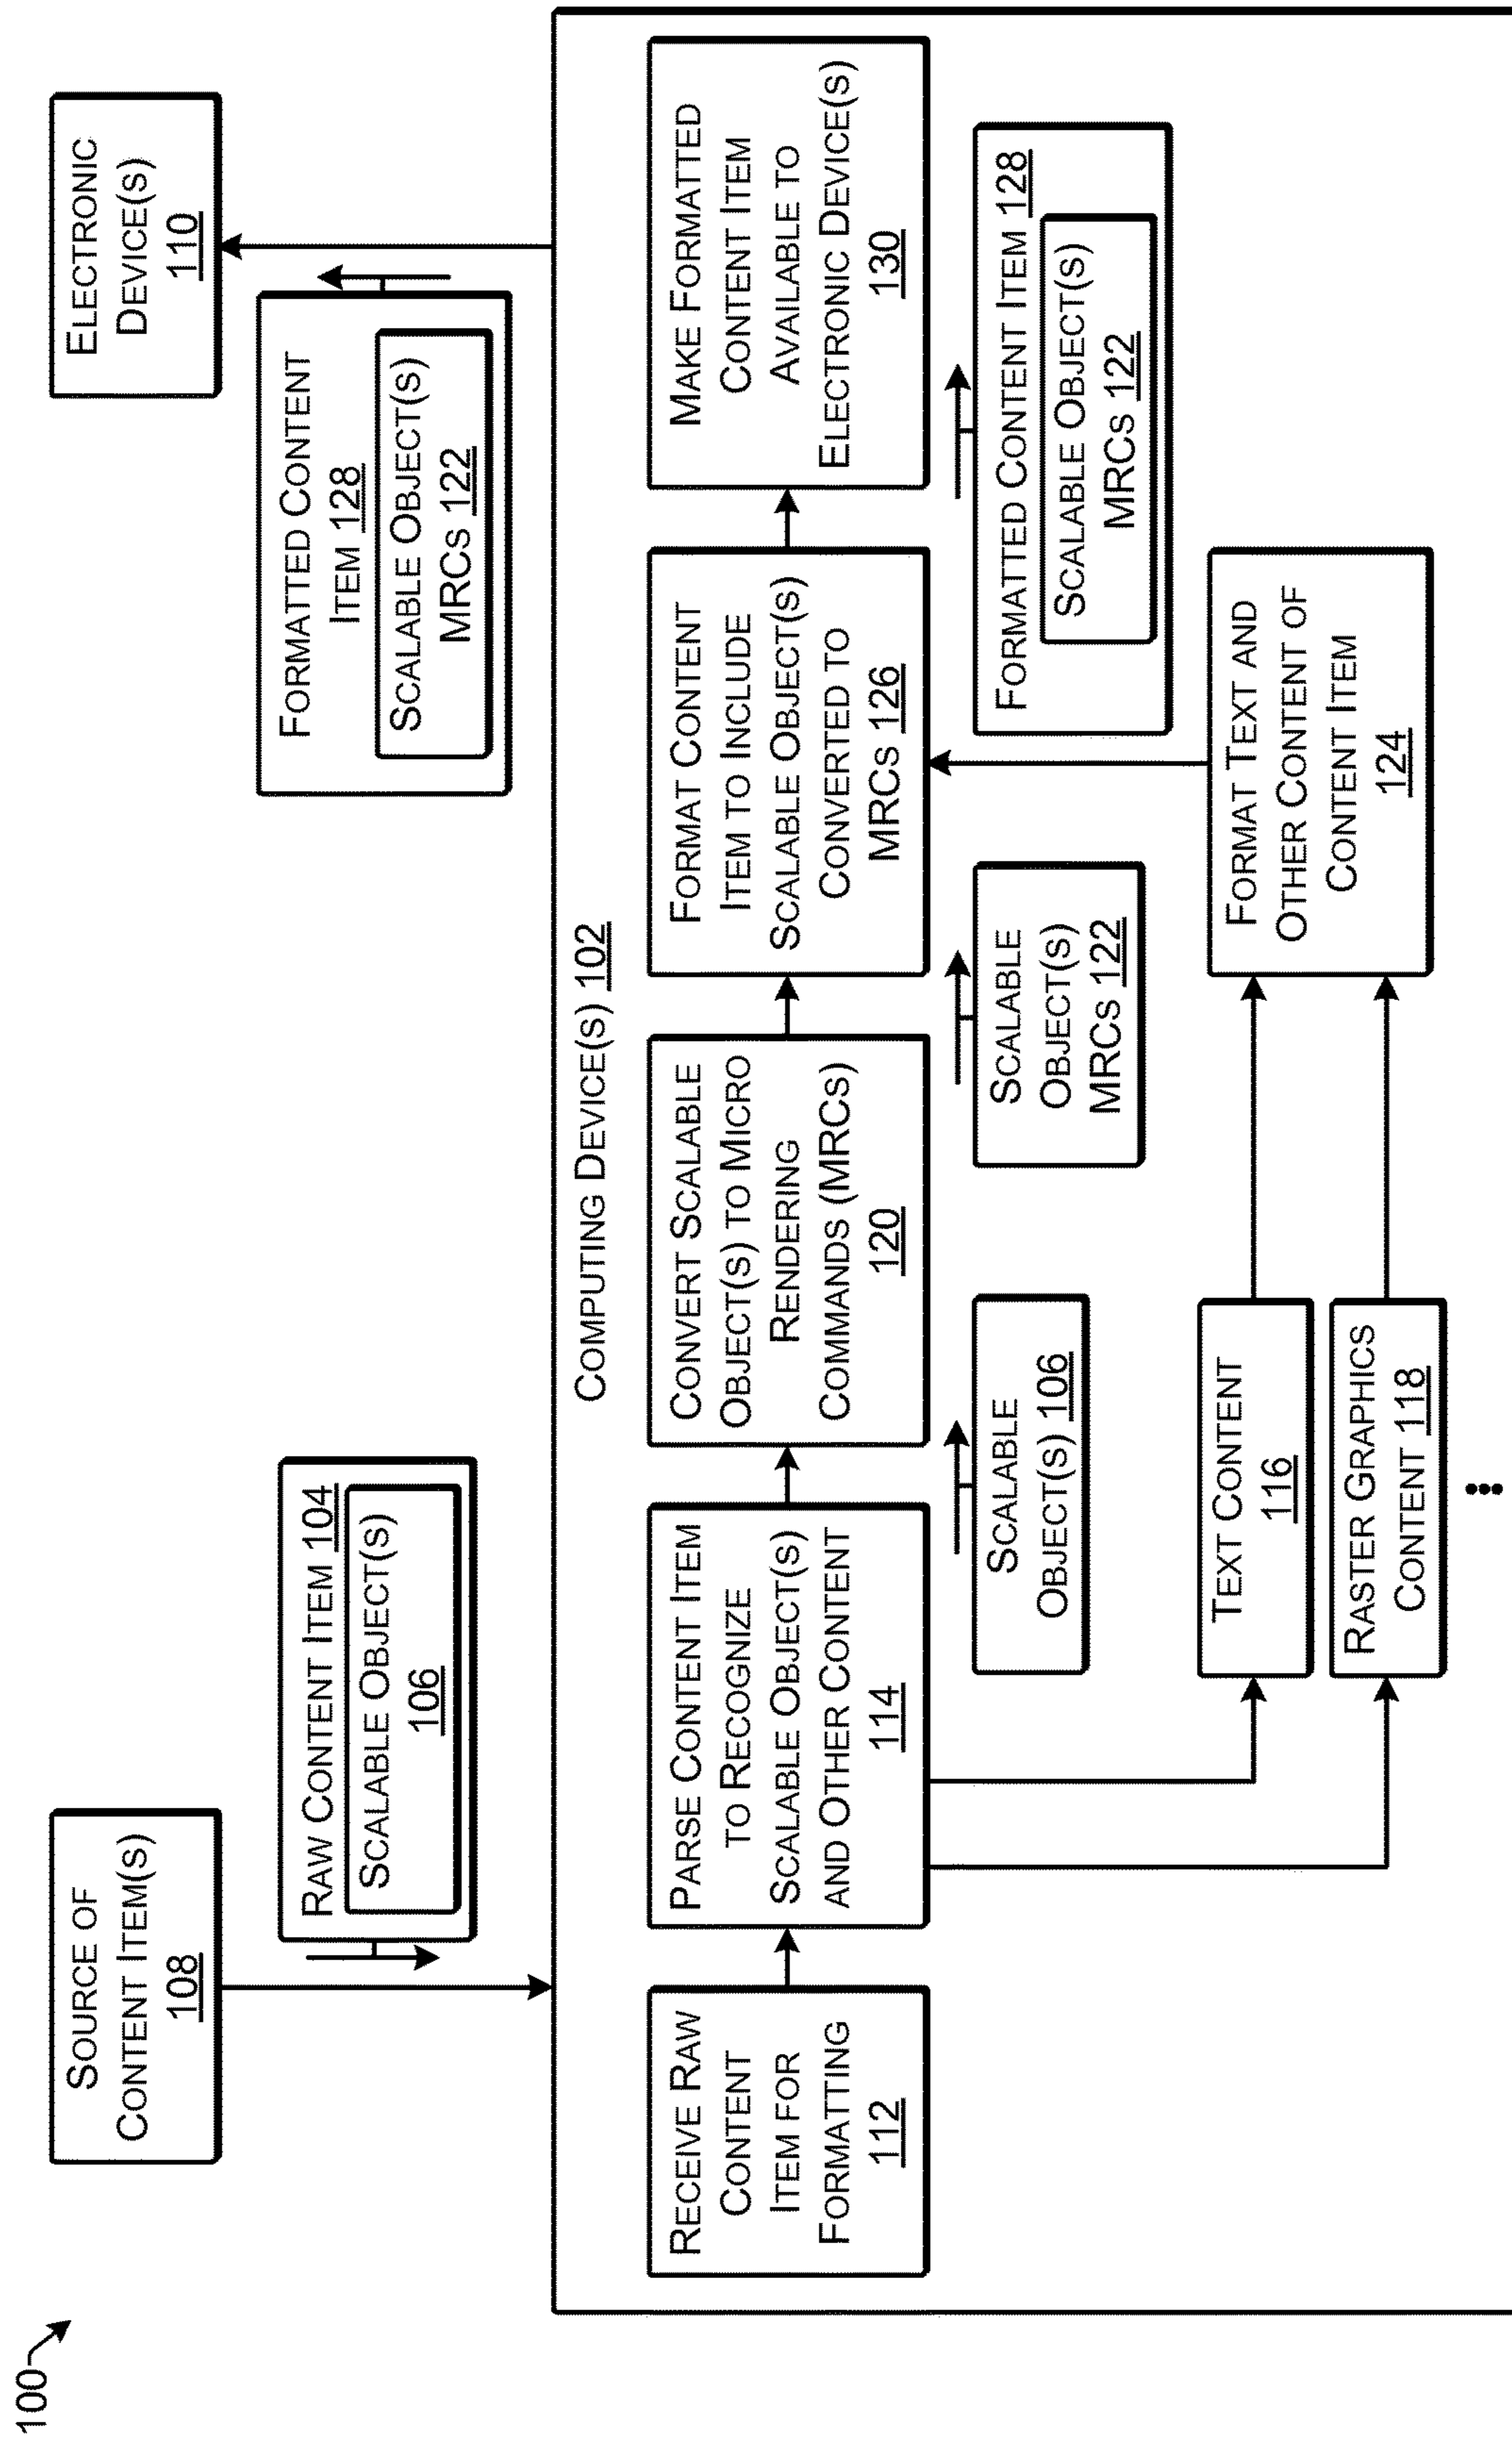 100
SOURCE OF
CONTENT ITEM(S)
108
RAW CONTENT ITEM 104
SCALABLE OBJECT(S)
106
ELECTRONIC
DEVICE(S)
110
FORMATTED CONTENT
ITEM 128
SCALABLE OBJECT(S)
MRCS 122
COMPUTING DEVICE(S) 102
RECEIVE RAW
CONTENT
ITEM FOR
FORMATTING
112
PARSE CONTENT ITEM
TO RECOGNIZE
SCALABLE OBJECT(S)
AND OTHER CONTENT
114
CONVERT SCALABLE
OBJECT(S) TO MICRO
RENDERING
COMMANDS (MRCS)
120
FORMAT CONTENT
ITEM TO INCLUDE
SCALABLE OBJECT(S)
CONVERTED TO
MRCS 126
MAKE FORMATTED
CONTENT ITEM
AVAILABLE TO
ELECTRONIC DEVICE(S)
130
SCALABLE
OBJECT(S) 106
SCALABLE
OBJECT(S)
MRCS 122
FORMATTED CONTENT ITEM 128
SCALABLE OBJECT(S)
MRCS 122
TEXT CONTENT
116
RASTER GRAPHICS
CONTENT 118
...
FORMAT TEXT AND
OTHER CONTENT OF
CONTENT ITEM
124